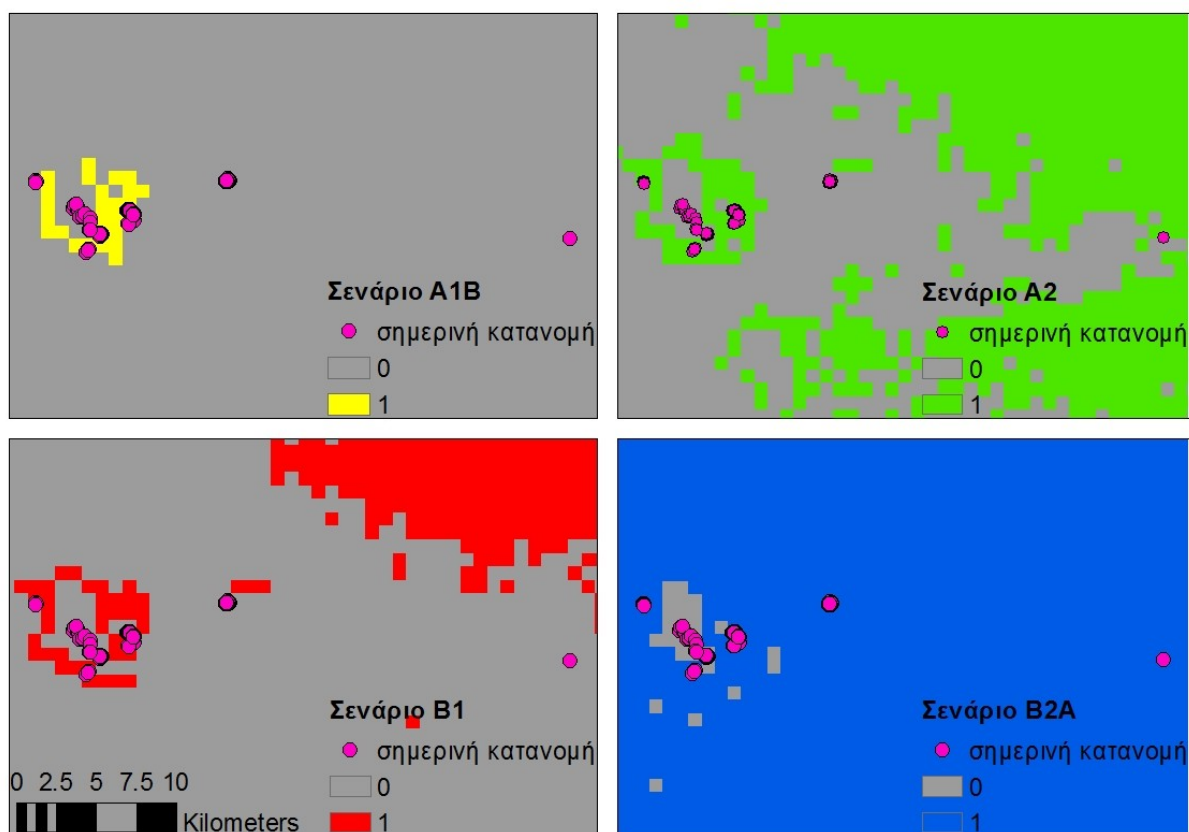 Σενάριο A1B
σημερινή κατανομή
0
1
Σενάριο A2
σημερινή κατανομή
0
1
Σενάριο B1
σημερινή κατανομή
0
1
0 2.5 5 7.5 10
Kilometers
Σενάριο B2A
σημερινή κατανομή
0
1